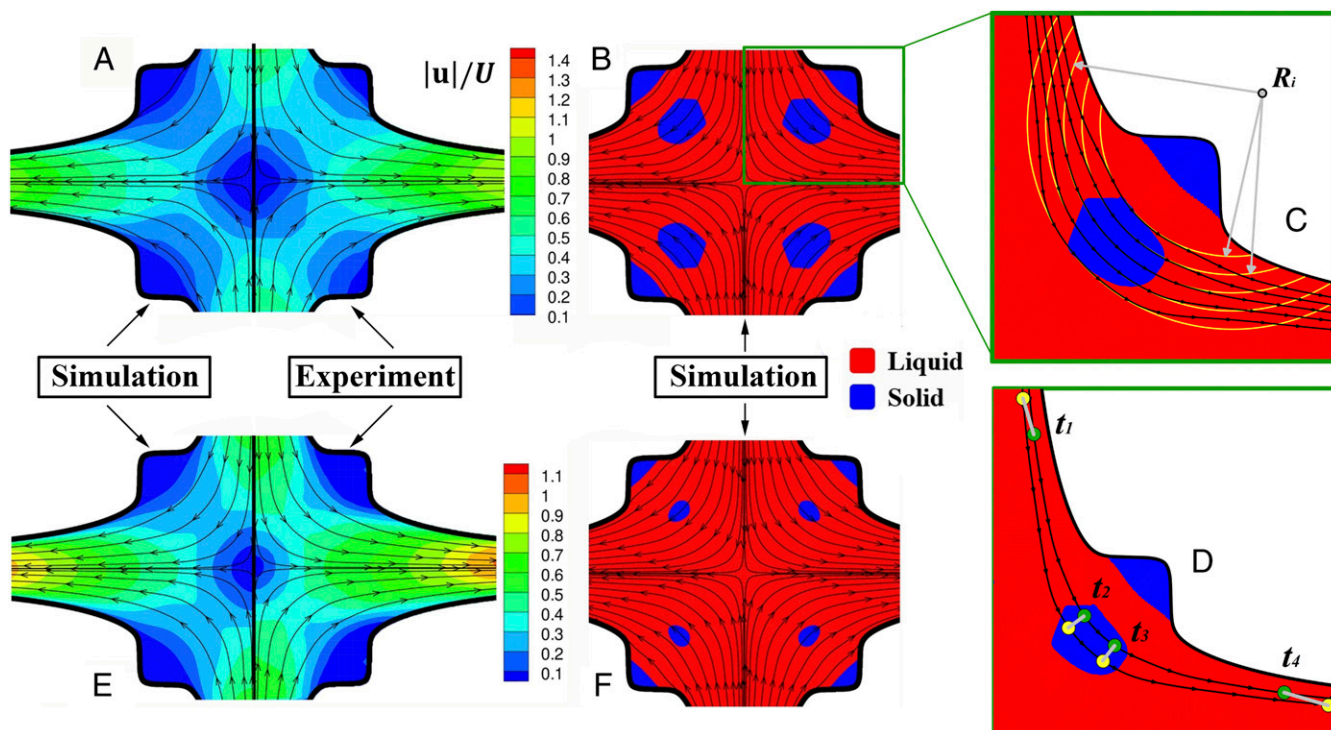 A
|u|/U
1.4
1.3
1.2
1.1
1
0.9
0.8
0.7
0.6
0.5
0.4
0.3
0.2
0.1
B
Rᵢ
C
Simulation
Experiment
Simulation
Liquid
Solid
E
1.1
1
0.9
0.8
0.7
0.6
0.5
0.4
0.3
0.2
0.1
F
t₁
D
t₂
t₃
t₄